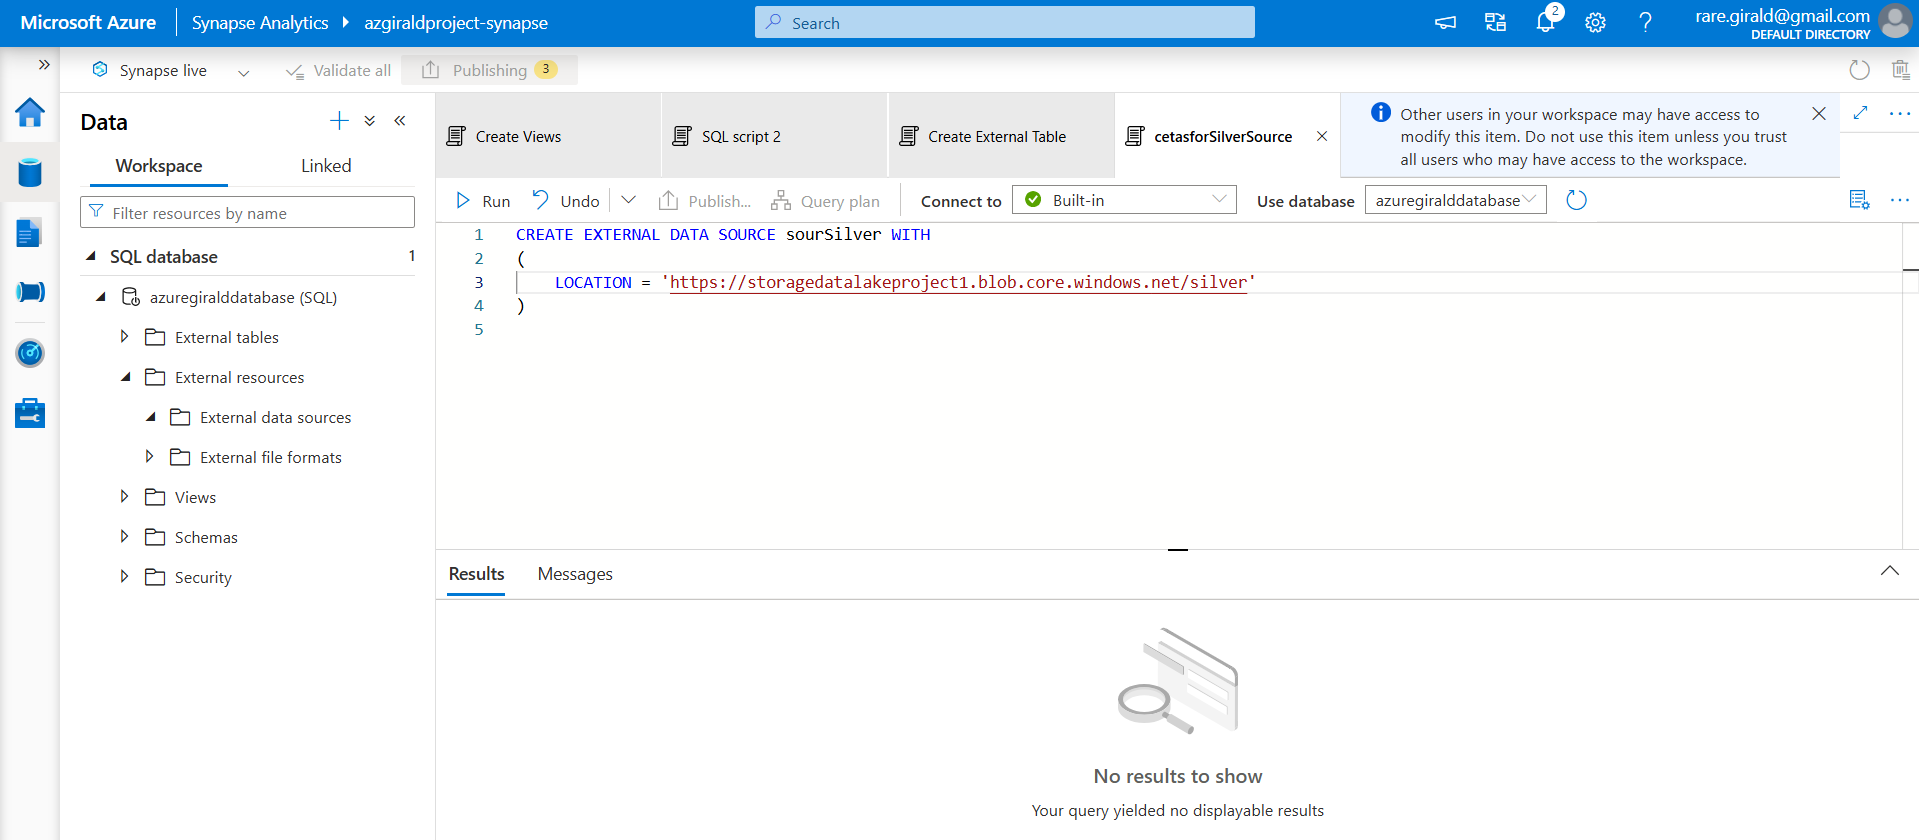 Microsoft Azure
Synapse Analytics
azgiraldproject-synapse
Search
2
rare.girald@gmail.com
DEFAULT DIRECTORY
Synapse live
Validate all
Publishing
3
Data
Workspace
Linked
Filter resources by name
SQL database
1
azuregiralddatabase (SQL)
External tables
External resources
External data sources
External file formats
Views
Schemas
Security
Create Views
SQL script 2
Create External Table
cetasforSilverSource
Other users in your workspace may have access to
modify this item. Do not use this item unless you trust
all users who may have access to the workspace.
Run
Undo
Publish...
Query plan
Connect to
Built-in
Use database
azuregiralddatabase
1 CREATE EXTERNAL DATA SOURCE sourSilver WITH
2 (
3 LOCATION = 'https://storagedatalakeproject1.blob.core.windows.net/silver'
4 )
5
Results
Messages
No results to show
Your query yielded no displayable results